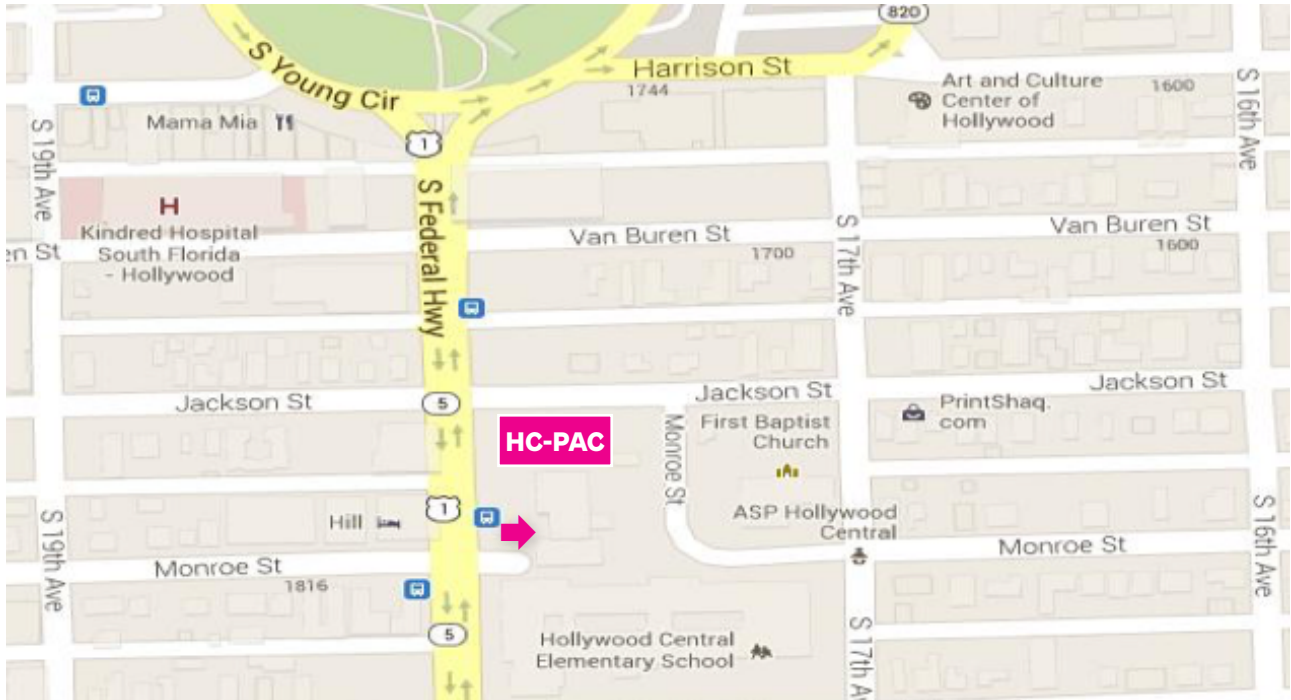 820
S Young Cir
Harrison St
1744
Art and Culture
Center of
Hollywood
1600
S 16th Ave
Mama Mia
S 19th Ave
1
H
Kindred Hospital
South Florida
- Hollywood
en St
S Federal Hwy
Van Buren St
1700
S 17th Ave
Van Buren St
1600
Jackson St
5
Jackson St
Jackson St
HC-PAC
Monroe St
First Baptist
Church
PrintShaq.
com
S 19th Ave
Hill
1
ASP Hollywood
Central
Monroe St
S 16th Ave
Monroe St
1816
5
Hollywood Central
Elementary School
S 17th Av